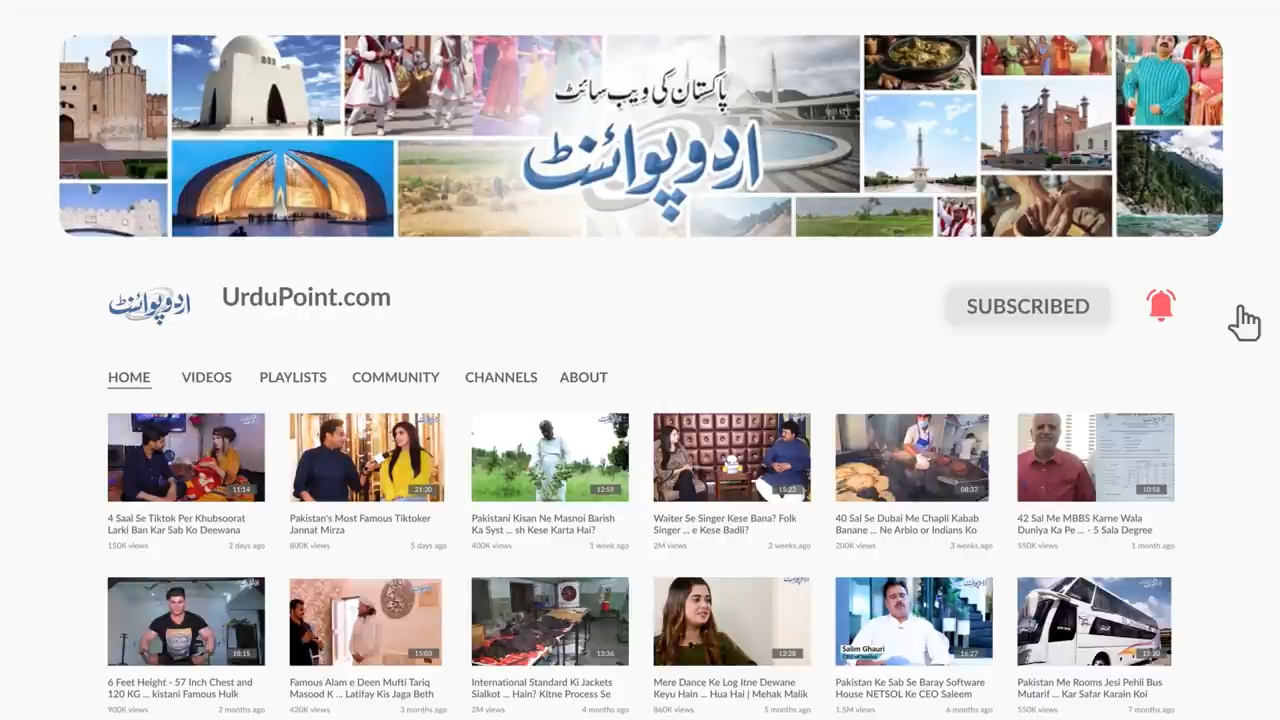 پاکستان کی ویب سائٹ
اردو پوائنٹ
اردو پوائنٹ
UrduPoint.com
SUBSCRIBED
HOME VIDEOS PLAYLISTS COMMUNITY CHANNELS ABOUT
11:14 21:30 12:51 15:23 08:37 10:58
4 Saal Se Tiktok Per Khubsoorat
Larki Ban Kar Sab Ko Deewana
150K views 2 days ago
Pakistan's Most Famous Tiktoker
Jannat Mirza
800K views 5 days ago
Pakistani Kisan Ne Masnoi Barish
Ka Syst ... sh Kese Karta Hai?
400K views 1 week ago
Waiter Se Singer Kese Bana? Folk
Singer ... e Kese Badli?
2M views 2 weeks ago
40 Sal Se Dubai Me Chapli Kabab
Banane ... Ne Arbio or Indians Ko
200K views 3 weeks ago
42 Sal Me MBBS Karne Wala
Duniya Ka Pe ... - 5 Sala Degree
550K views 1 month ago
18:15 15:03 13:36 12:28 16:27 13:20
Salim Ghauri
6 Feet Height - 57 Inch Chest and
120 KG ... kistani Famous Hulk
900K views 2 months ago
Famous Alam e Deen Mufti Tariq
Masood K ... Latifay Kis Jaga Beth
420K views 3 months ago
International Standard Ki Jackets
Sialkot ... Hain? Kitne Process Se
2M views 4 months ago
Mere Dance Ke Log Itne Dewane
Keyu Hain ... Hua Hai | Mehak Malik
860K views 5 months ago
Pakistan Ke Sab Se Baray Software
House NETSOL Ke CEO Saleem
1.5M views 6 months ago
Pakistan Me Rooms Jesi Pehli Bus
Mutarif ... Kar Safar Karain Koi
550K views 7 months ago